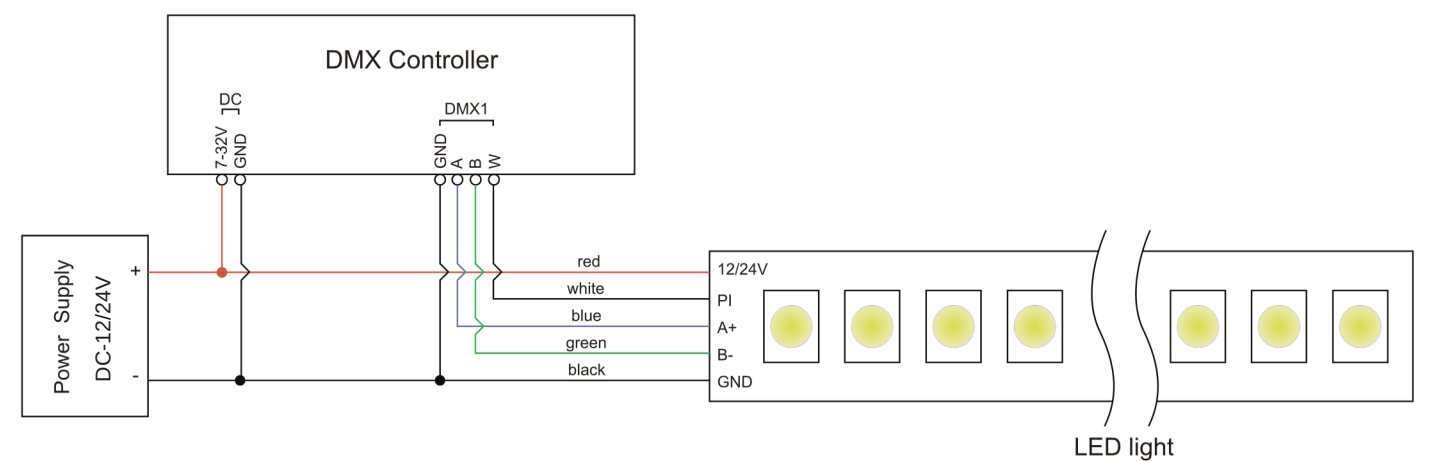 DMX Controller
DC
DMX1
7-32V
GND
GND
A
B
W
Power Supply
DC-12/24V
+
-
red
white
blue
green
black
12/24V
PI
A+
B-
GND
LED light